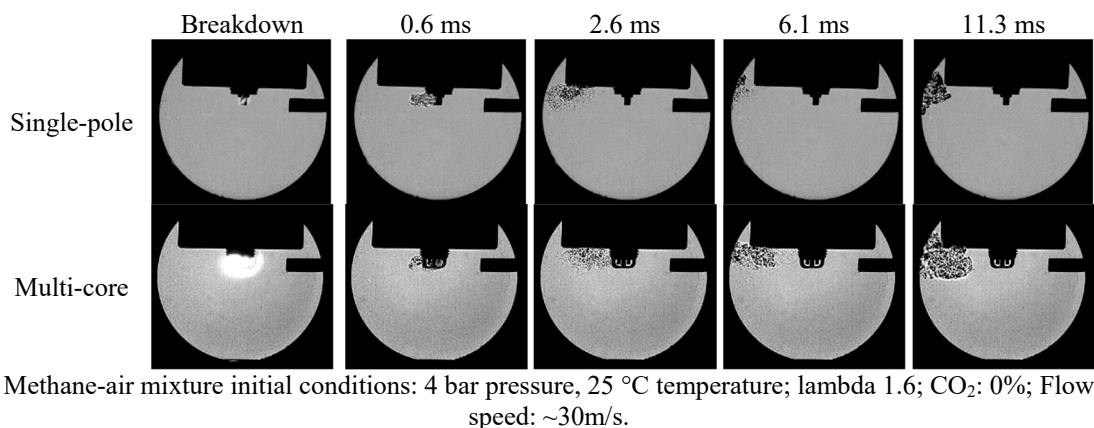 Breakdown 0.6 ms 2.6 ms 6.1 ms 11.3 ms
Single-pole
Multi-core
Methane-air mixture initial conditions: 4 bar pressure, 25 °C temperature; lambda 1.6; CO₂: 0%; Flow
speed: ~30m/s.